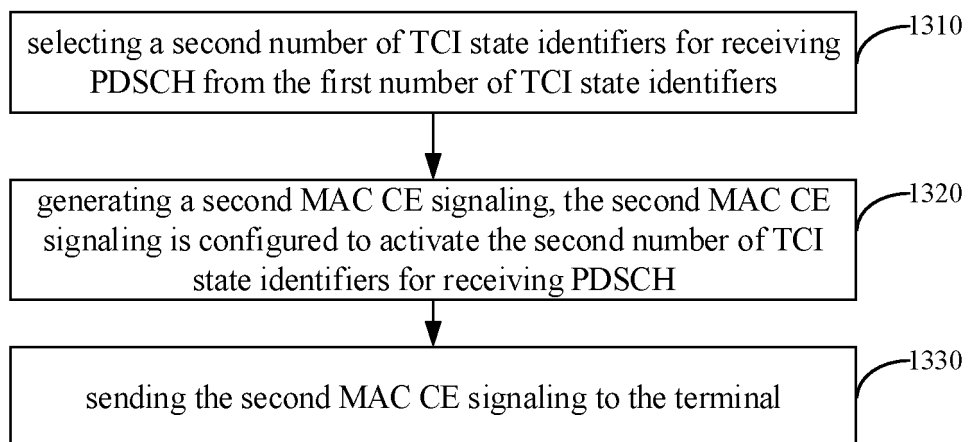 selecting a second number of TCI state identifiers for receiving
PDSCH from the first number of TCI state identifiers
1310
generating a second MAC CE signaling, the second MAC CE
signaling is configured to activate the second number of TCI
state identifiers for receiving PDSCH
1320
sending the second MAC CE signaling to the terminal
1330